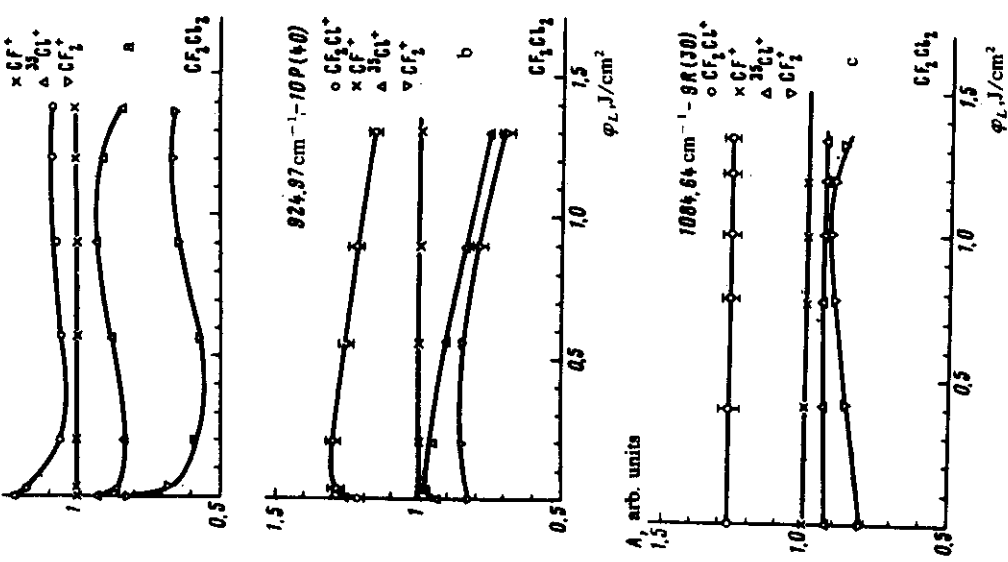 × CF⁺
△ ³⁵Cl⁺
▽ CF₂⁺
a
CF₂Cl₂
1
0,5
924,97 cm⁻¹ – 10P(40)
○ CF₂Cl⁺
× CF⁺
△ ³⁵Cl⁺
▽ CF₂⁺
b
CF₂Cl₂
1,5
1
0,5
0,5
1,0
1,5
φ_L, J/cm²
1084,64 cm⁻¹ – 9R(30)
○ CF₂Cl⁺
× CF⁺
△ ³⁵Cl⁺
▽ CF₂⁺
c
CF₂Cl₂
A, arb. units
1,5
1,0
0,5
0,5
1,0
1,5
φ_L, J/cm²